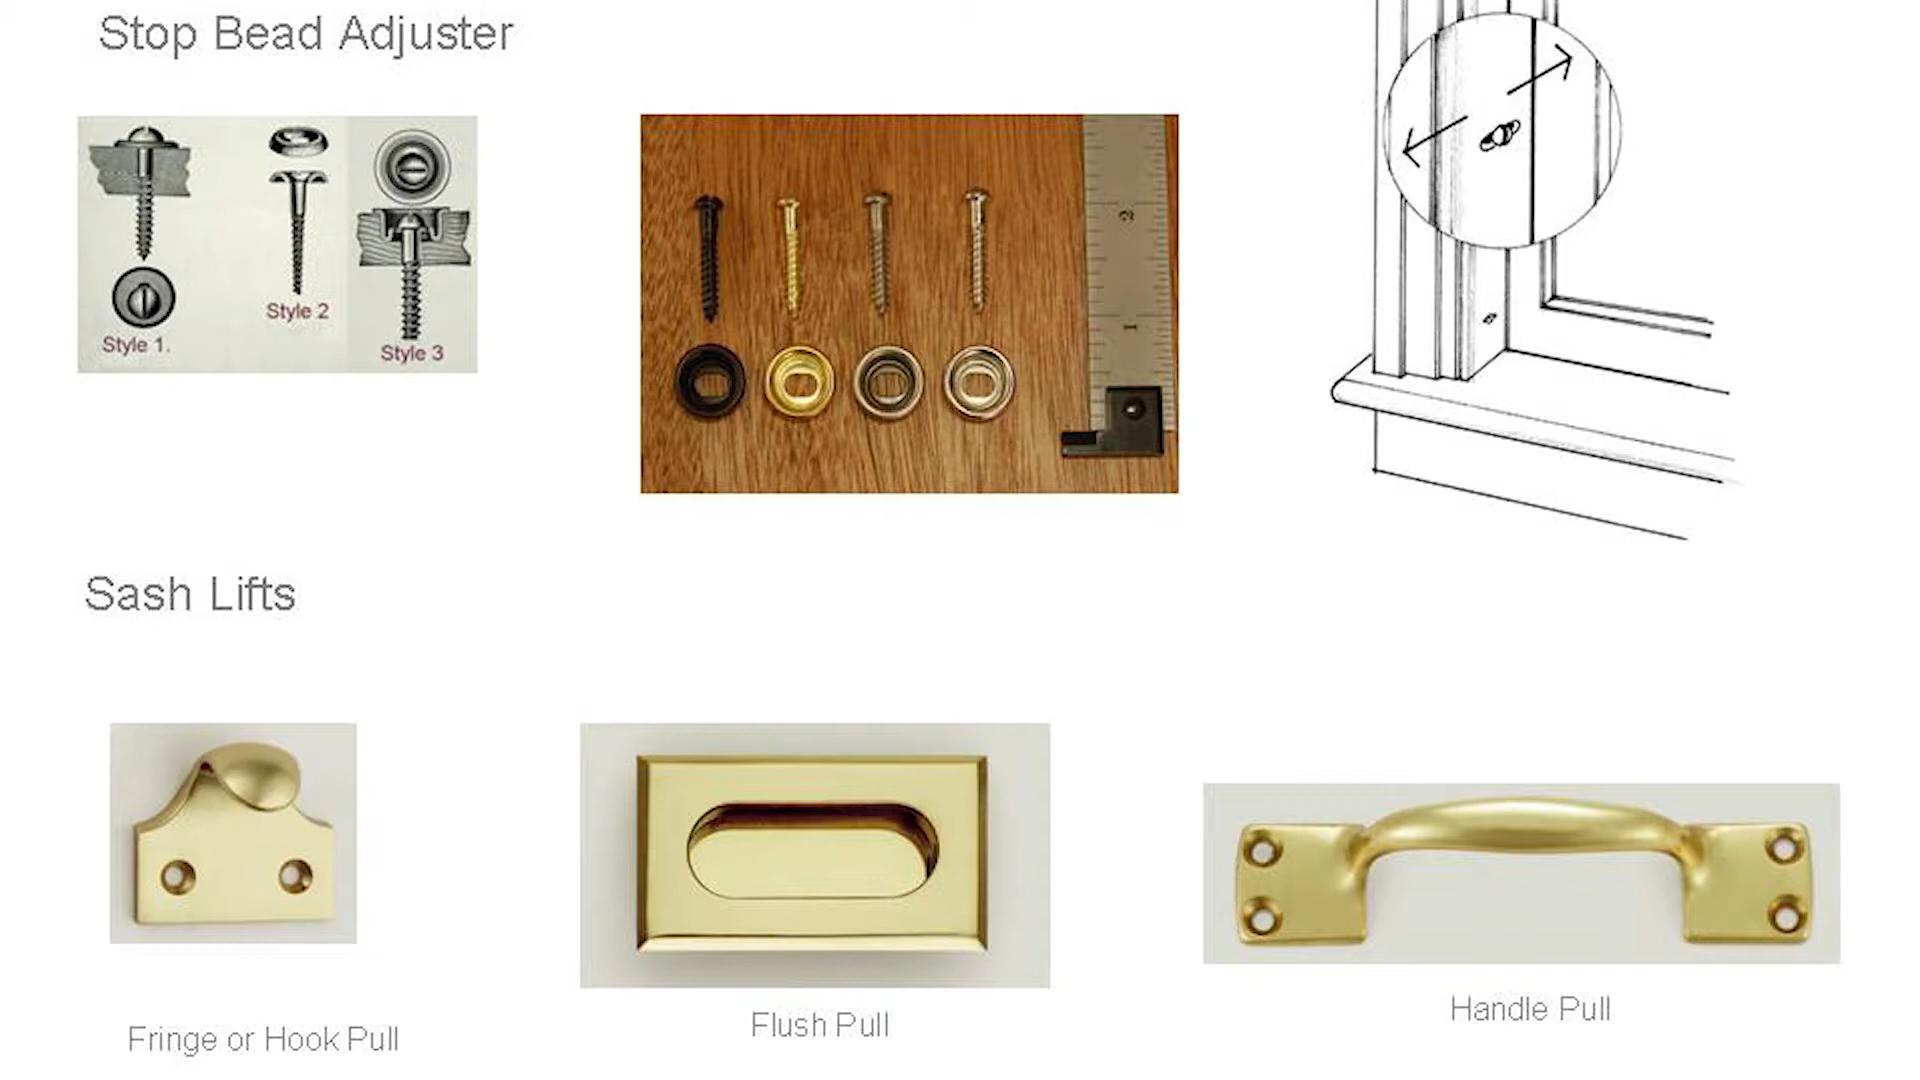 Stop Bead Adjuster
Style 1.
Style 2
Style 3
1
Sash Lifts
Fringe or Hook Pull
Flush Pull
Handle Pull